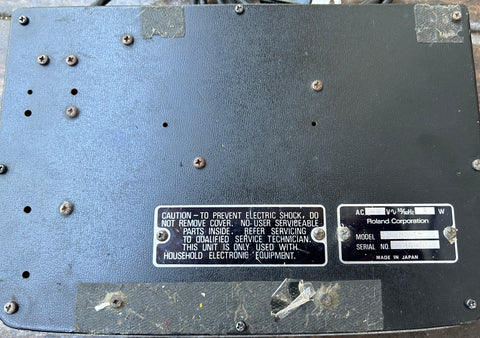 CAUTION – TO PREVENT ELECTRIC SHOCK, DO
NOT REMOVE COVER. NO USER SERVICEABLE
PARTS INSIDE. REFER SERVICING
TO QUALIFIED SERVICE TECHNICIAN.
THIS UNIT IS ONLY USED WITH
HOUSEHOLD ELECTRONIC EQUIPMENT.
AC V∿ 50/60Hz W
Roland Corporation
MODEL
SERIAL NO.
MADE IN JAPAN